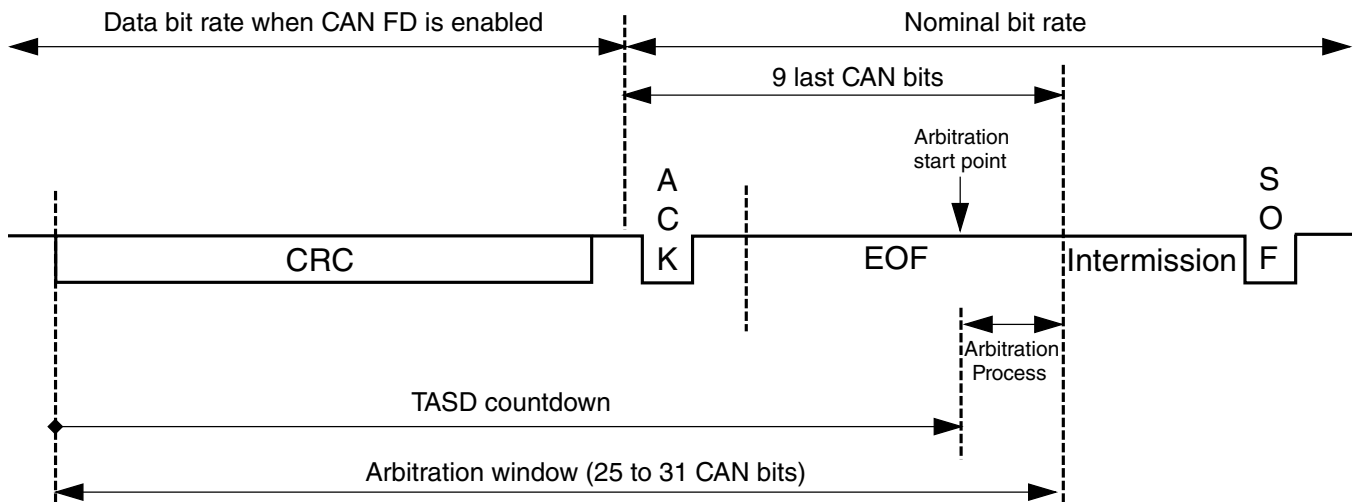 Data bit rate when CAN FD is enabled
Nominal bit rate
9 last CAN bits
Arbitration
start point
A
C
K
S
O
F
CRC
EOF
Intermission
Arbitration
Process
TASD countdown
Arbitration window (25 to 31 CAN bits)